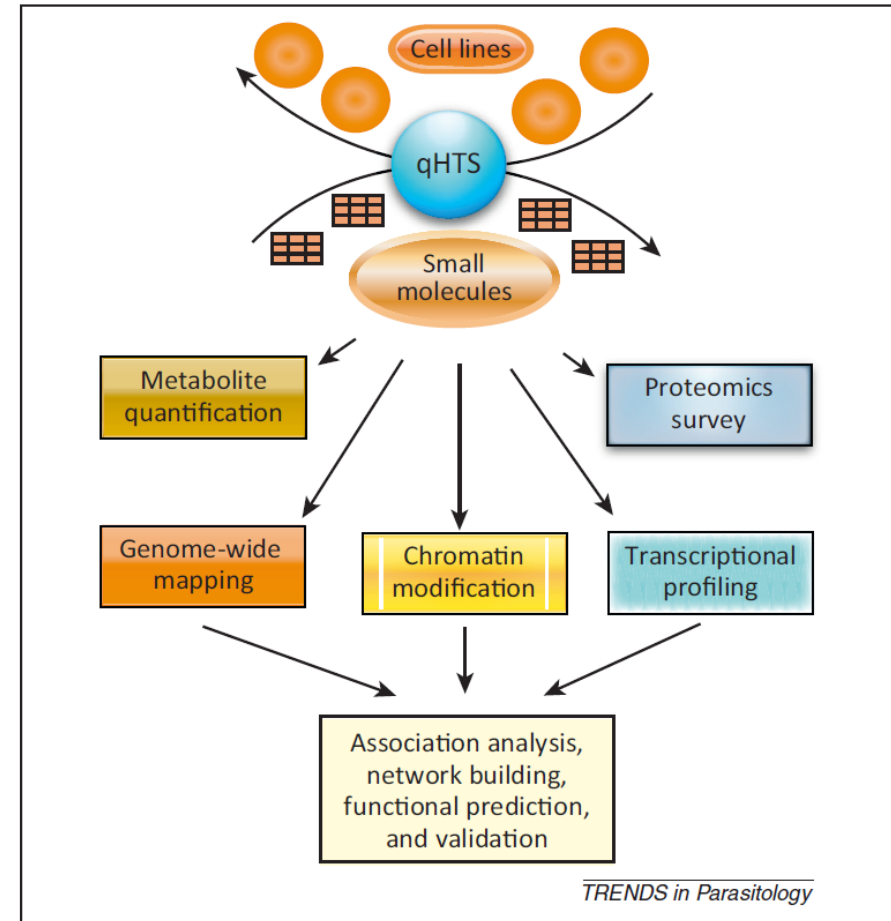 Cell lines
qHTS
Small
molecules
Metabolite
quantification
Proteomics
survey
Genome-wide
mapping
Chromatin
modification
Transcriptional
profiling
Association analysis,
network building,
functional prediction,
and validation
TRENDS in Parasitology